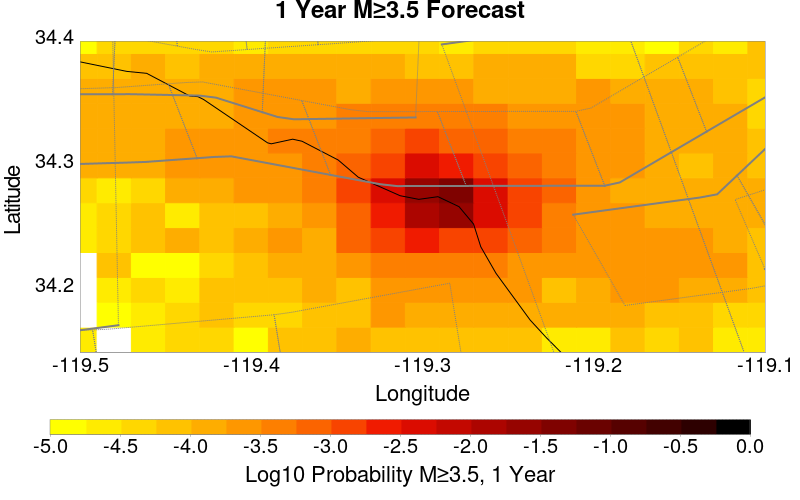 1 Year M≥3.5 Forecast
34.4
34.3
34.2
Latitude
-119.5 -119.4 -119.3 -119.2 -119.1
Longitude
-5.0 -4.5 -4.0 -3.5 -3.0 -2.5 -2.0 -1.5 -1.0 -0.5 0.0
Log10 Probability M≥3.5, 1 Year